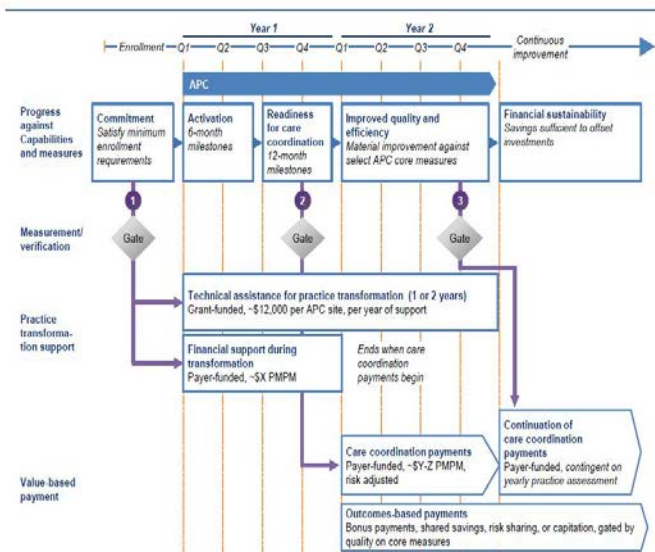 Year 1
Year 2
Enrollment
Q1
Q2
Q3
Q4
Q1
Q2
Q3
Q4
Continuous
improvement
APC
Progress
against
Capabilities
and measures
Commitment
Satisfy minimum
enrollment
requirements
Activation
6-month
milestones
Readiness
for care
coordination
12-month
milestones
Improved quality and
efficiency
Material improvement against
select APC core measures
Financial sustainability
Savings sufficient to offset
investments
1
2
3
Measurement/
verification
Gate
Gate
Gate
Practice
transforma-
tion support
Technical assistance for practice transformation (1 or 2 years)
Grant-funded, ~$12,000 per APC site, per year of support
Financial support during
transformation
Payer-funded, ~$X PMPM
Ends when care
coordination
payments begin
Value-based
payment
Care coordination payments
Payer-funded, ~$Y-Z PMPM,
risk adjusted
Continuation of
care coordination
payments
Payer-funded, contingent on
yearly practice assessment
Outcomes-based payments
Bonus payments, shared savings, risk sharing, or capitation, gated by
quality on core measures